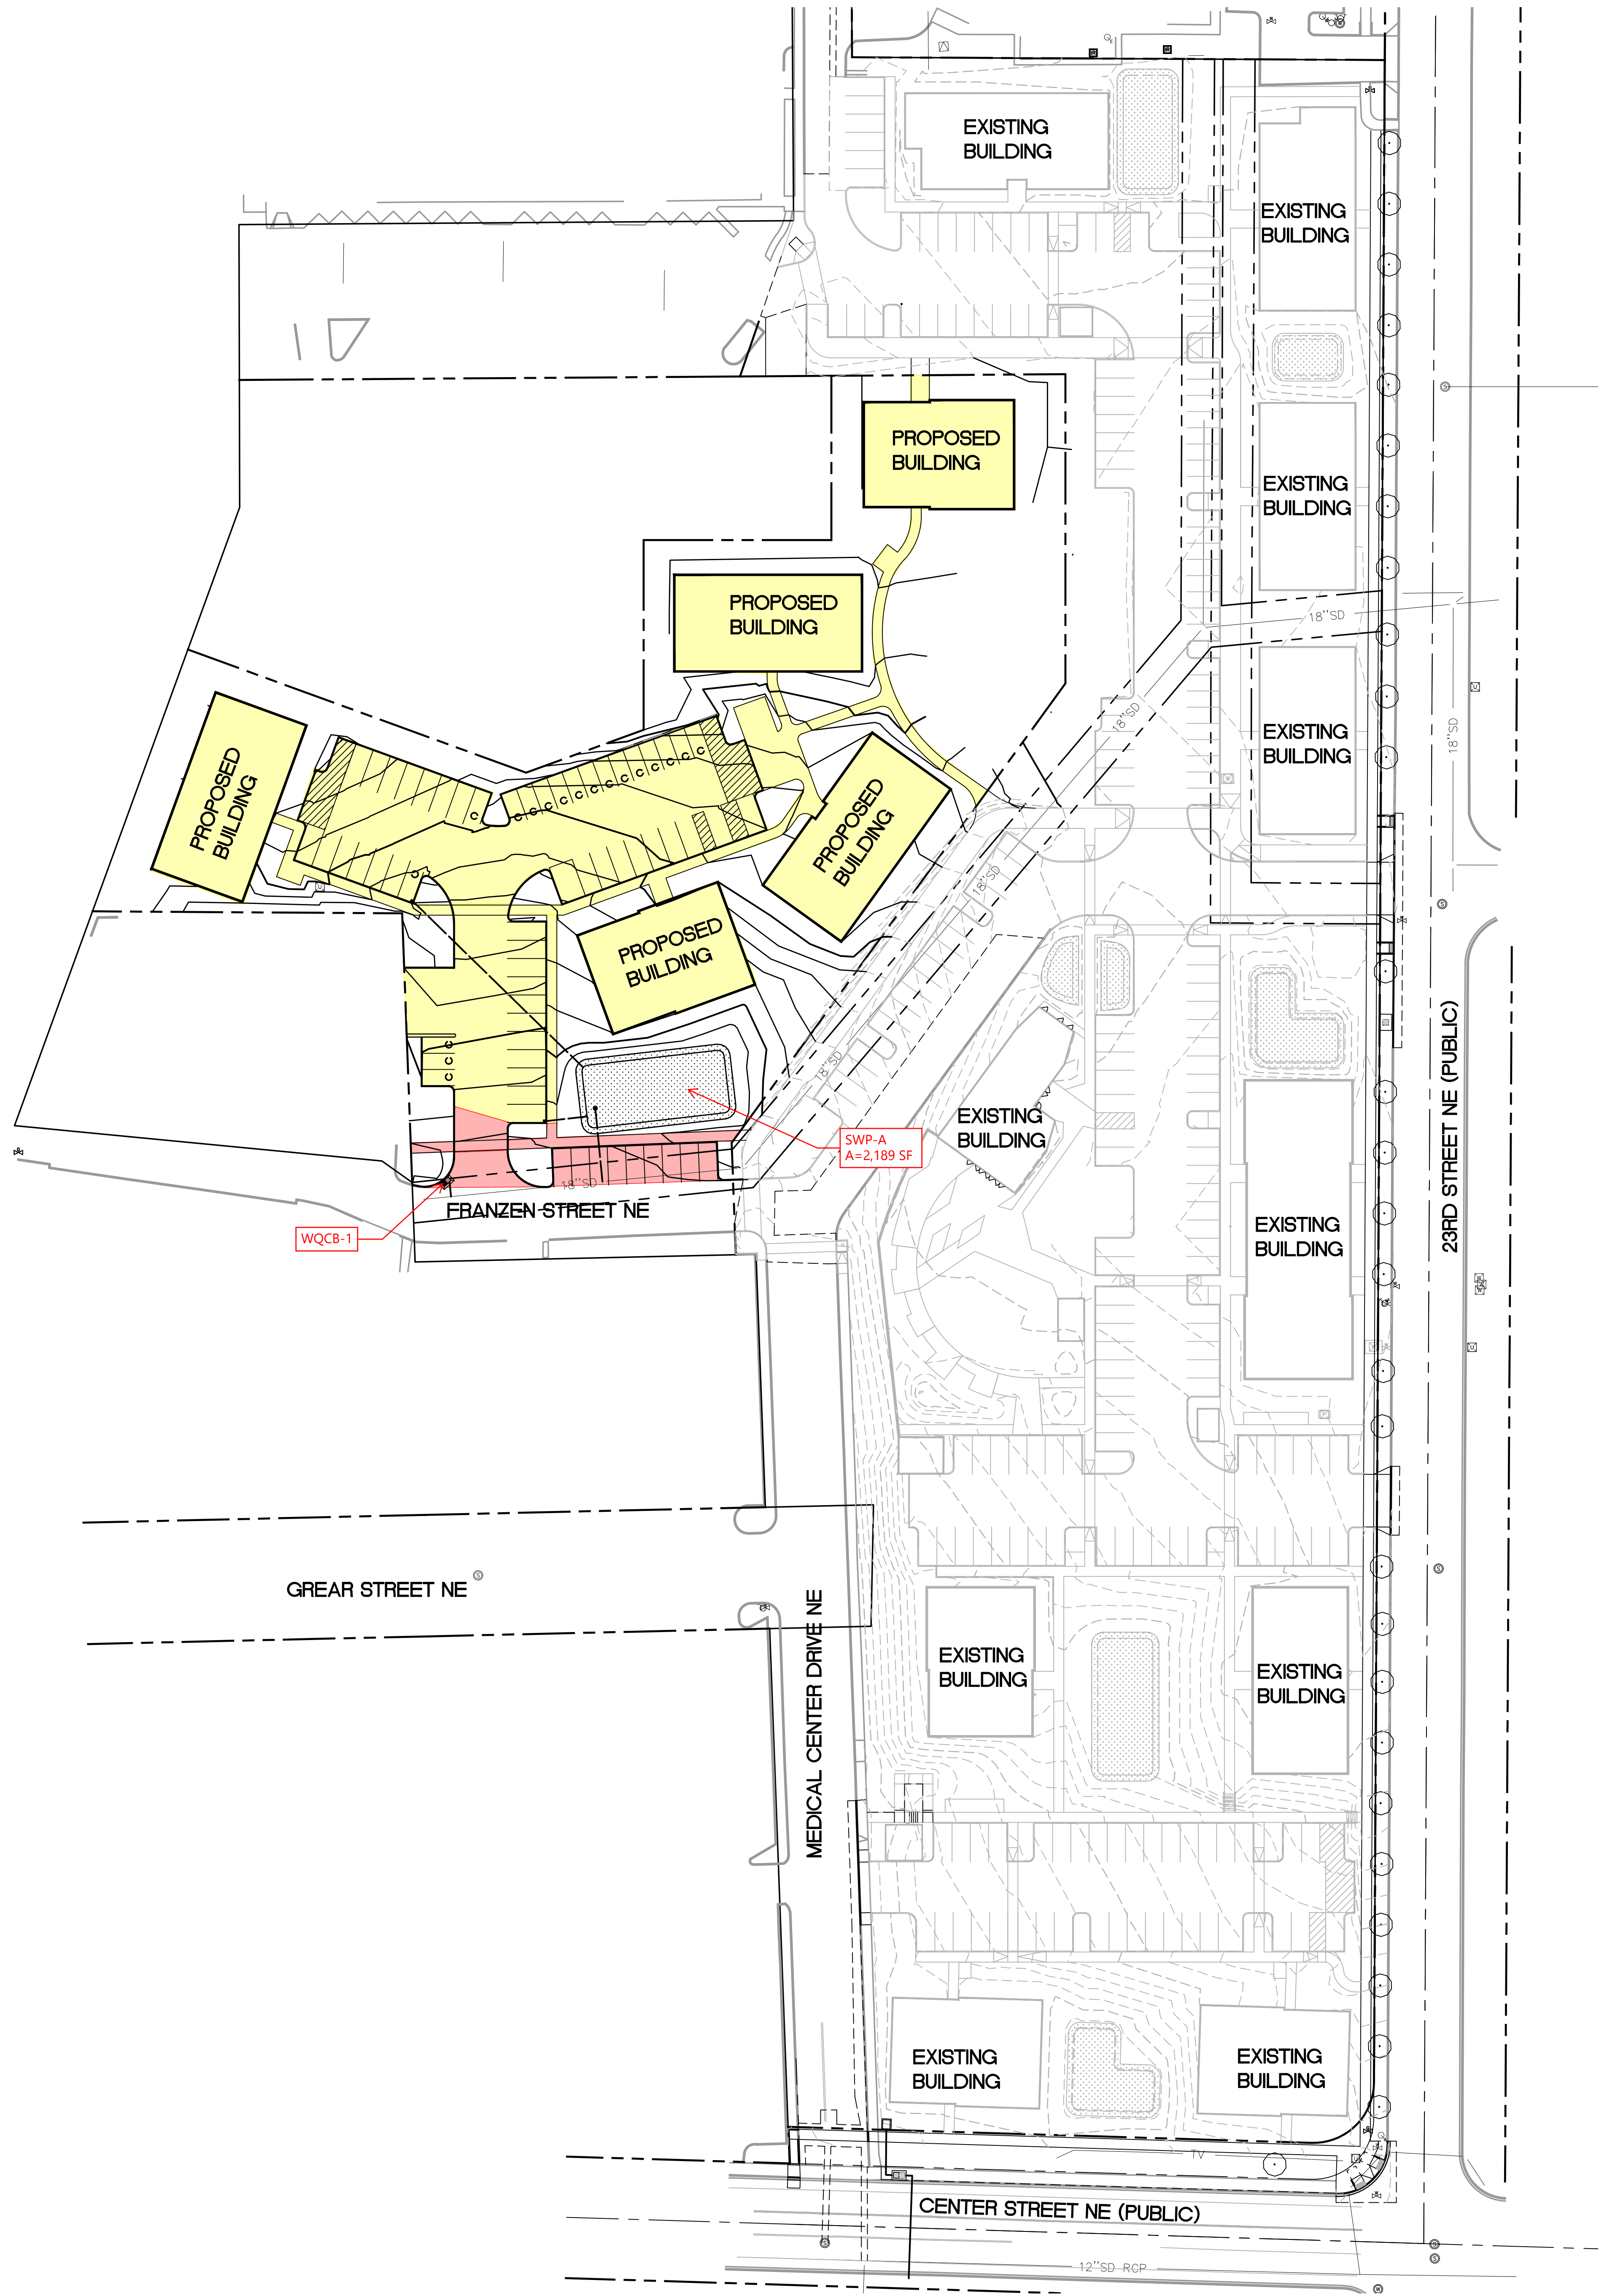 EXISTING
BUILDING
EXISTING
BUILDING
PROPOSED
BUILDING
EXISTING
BUILDING
PROPOSED
BUILDING
18"SD
EXISTING
BUILDING
18"SD
18"SD
PROPOSED
BUILDING
PROPOSED
BUILDING
18"SD
PROPOSED
BUILDING
18"SD
EXISTING
BUILDING
SWP-A
A=2,189 SF
18"SD
FRANZEN STREET NE
WQCB-1
EXISTING
BUILDING
23RD STREET NE (PUBLIC)
GREAR STREET NE
MEDICAL CENTER DRIVE NE
EXISTING
BUILDING
EXISTING
BUILDING
EXISTING
BUILDING
EXISTING
BUILDING
TV
CENTER STREET NE (PUBLIC)
12"SD RCP